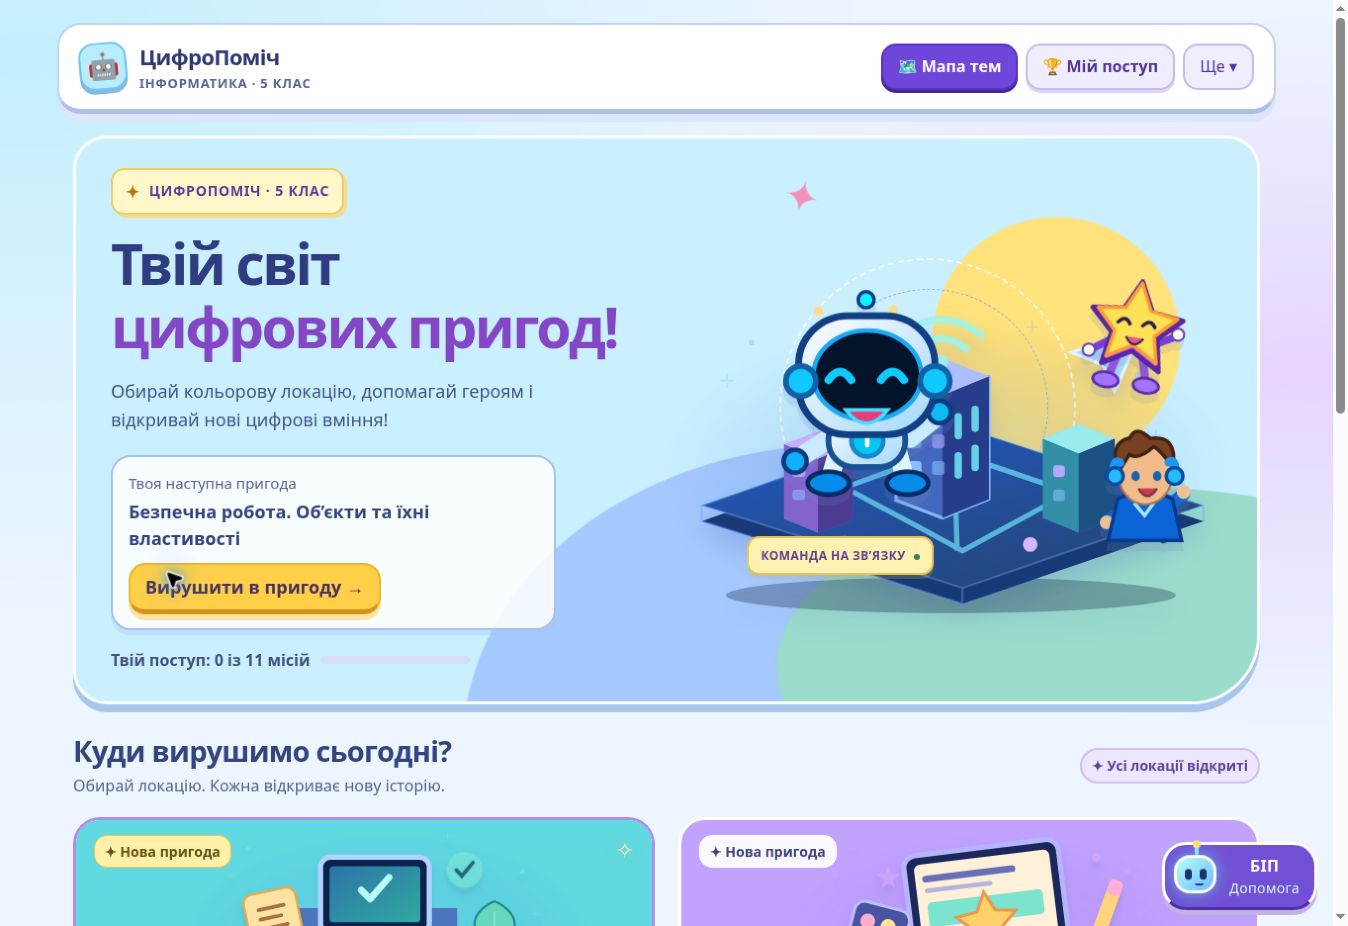 ЦифроПоміч
ІНФОРМАТИКА · 5 КЛАС
🗺️ Мапа тем
🏆 Мій поступ
Ще ▾
✦ ЦИФРОПОМІЧ · 5 КЛАС
Твій світ
цифрових пригод!
Обирай кольорову локацію, допомагай героям і
відкривай нові цифрові вміння!
Твоя наступна пригода
Безпечна робота. Об’єкти та їхні
властивості
Вирушити в пригоду →
Твій поступ: 0 із 11 місій
КОМАНДА НА ЗВ’ЯЗКУ
Куди вирушимо сьогодні?
Обирай локацію. Кожна відкриває нову історію.
✦ Усі локації відкриті
✦ Нова пригода
✦ Нова пригода
БІП
Допомога